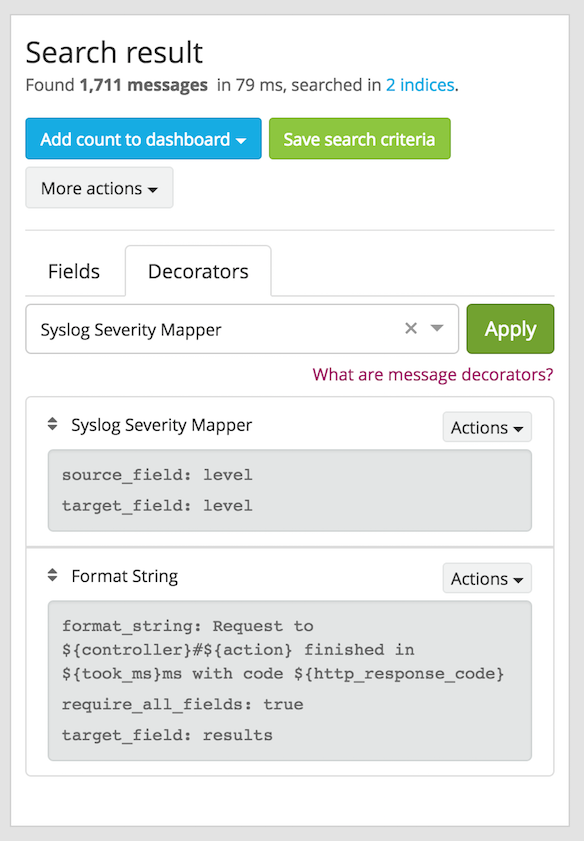 Search result
Found 1,711 messages in 79 ms, searched in 2 indices.
Add count to dashboard
Save search criteria
More actions
Fields
Decorators
Syslog Severity Mapper
Apply
What are message decorators?
Syslog Severity Mapper
Actions
source_field: level
target_field: level
Format String
Actions
format_string: Request to
${controller}#${action} finished in
${took_ms}ms with code ${http_response_code}
require_all_fields: true
target_field: results